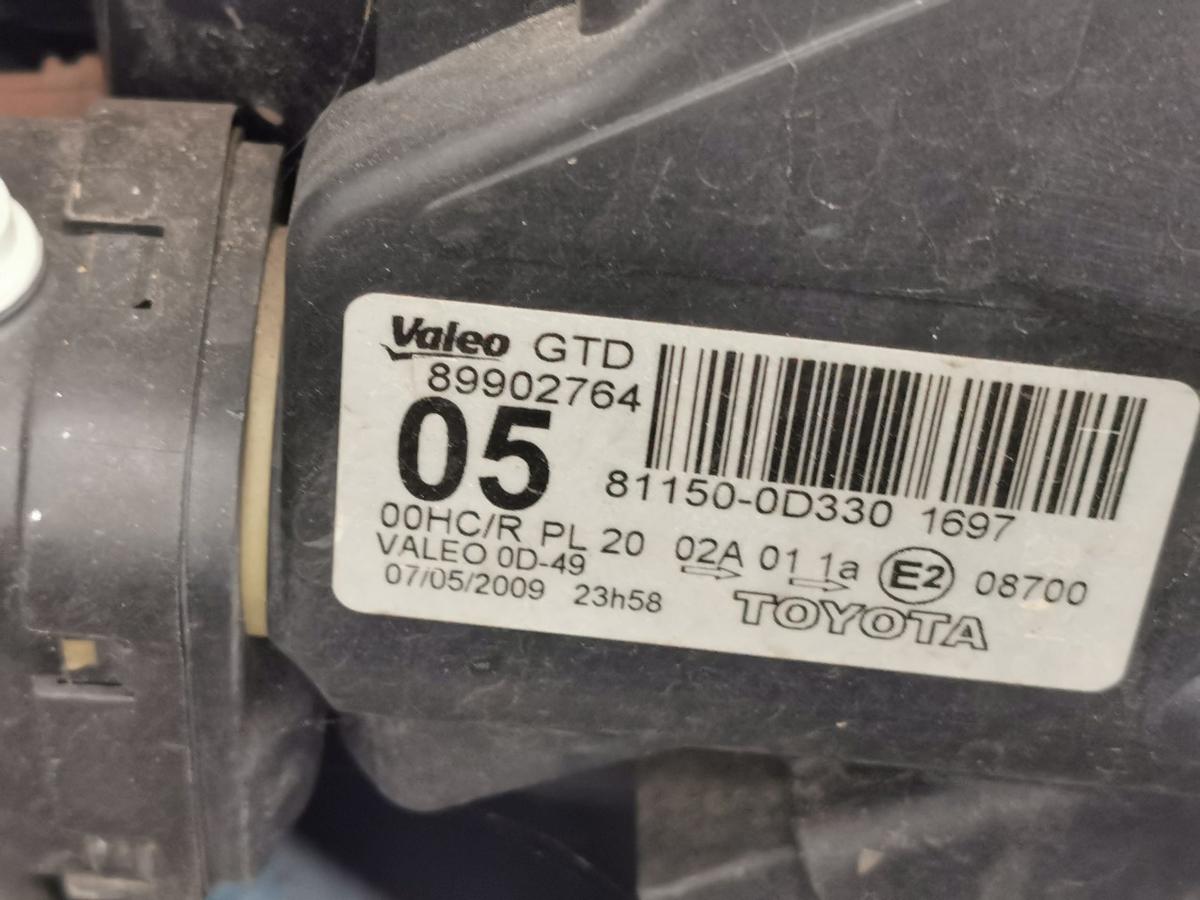 Valeo GTD
89902764
05
81150-0D330 1697
00HC/R PL 20 02A 01 1a E2 08700
VALEO 0D-49
07/05/2009 23h58
TOYOTA